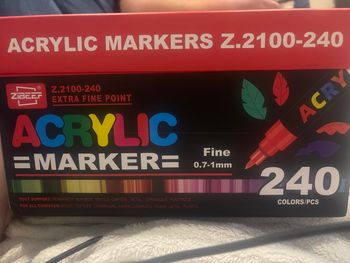 ACRYLIC MARKERS Z.2100-240
ZIBEEF
Z.2100-240
EXTRA FINE POINT
ACRYLIC
=MARKER=
Fine
0.7-1mm
240
COLORS/PCS
ACRY